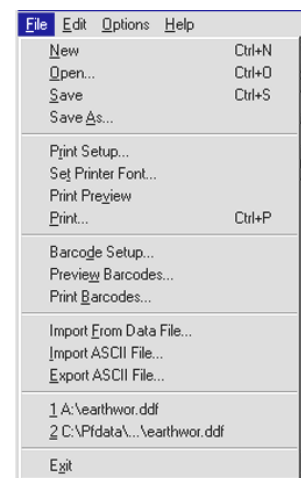 File Edit Options Help
New Ctrl+N
Open... Ctrl+O
Save Ctrl+S
Save As...
Print Setup...
Set Printer Font...
Print Preview
Print... Ctrl+P
Barcode Setup...
Preview Barcodes...
Print Barcodes...
Import From Data File...
Import ASCII File...
Export ASCII File...
1 A:\earthwor.ddf
2 C:\Pfdata\...\earthwor.ddf
Exit